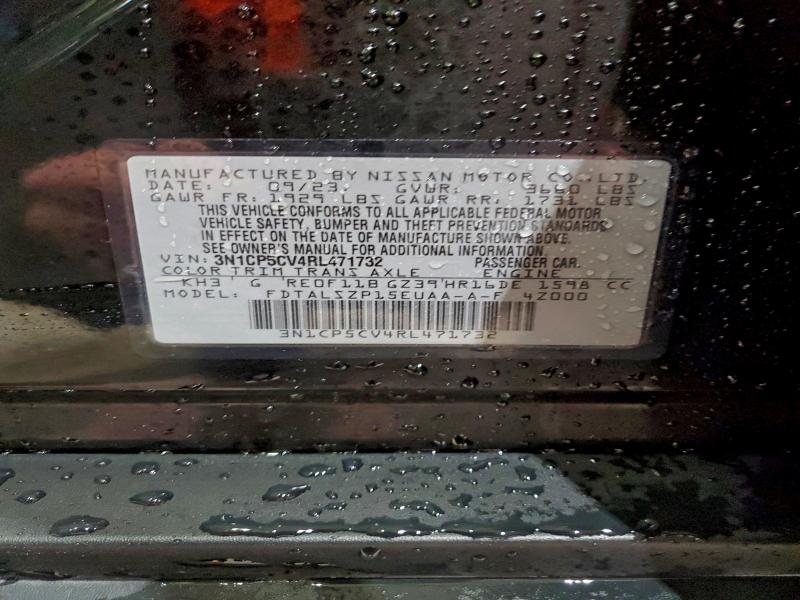 MANUFACTURED BY NISSAN MOTOR CO.,LTD.
DATE: 09/23 GVWR: 3660 LBS
GAWR FR: 1929 LBS GAWR RR: 1731 LBS
THIS VEHICLE CONFORMS TO ALL APPLICABLE FEDERAL MOTOR
VEHICLE SAFETY, BUMPER AND THEFT PREVENTION STANDARDS
IN EFFECT ON THE DATE OF MANUFACTURE SHOWN ABOVE.
SEE OWNER'S MANUAL FOR ADDITIONAL INFORMATION.
VIN: 3N1CP5CV4RL471732 PASSENGER CAR.
COLOR TRIM TRANS AXLE ENGINE
KH3 G RE0F11B GZ39 HR16DE 1598 CC
MODEL: FDTALSZP15EUAA-A-F 4Z000
3N1CP5CV4RL471732